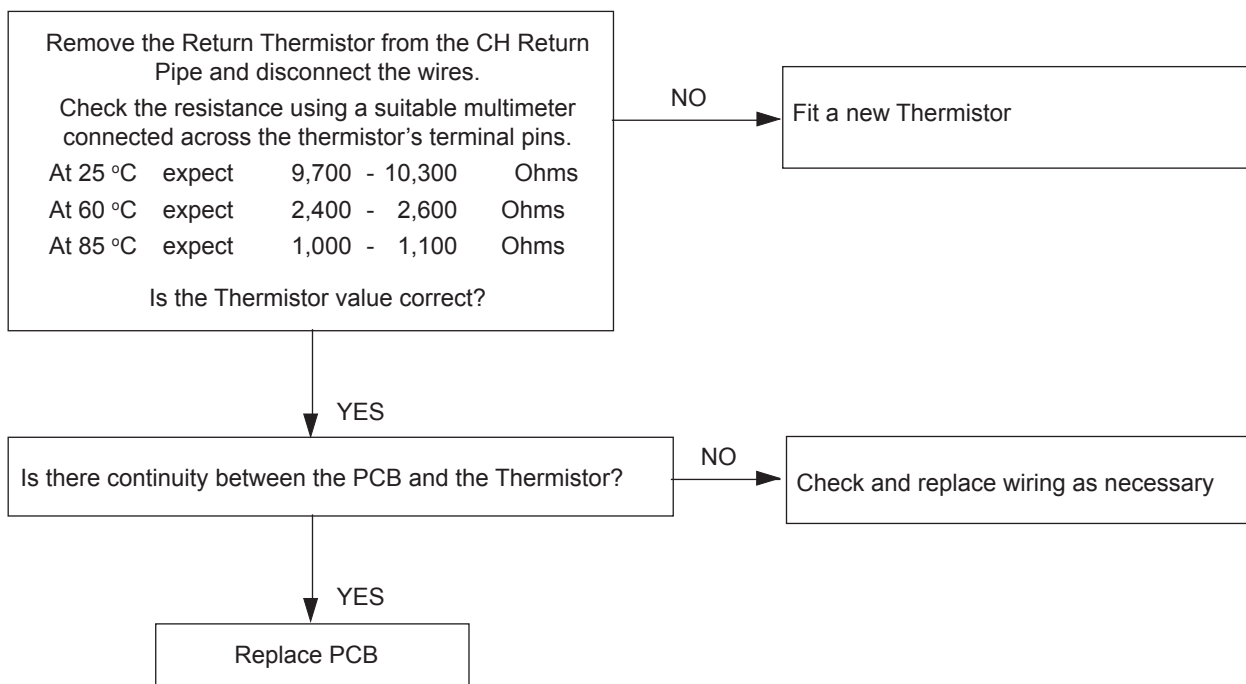 Remove the Return Thermistor from the CH Return
Pipe and disconnect the wires.
Check the resistance using a suitable multimeter
connected across the thermistor's terminal pins.
At 25 °C expect 9,700 - 10,300 Ohms
At 60 °C expect 2,400 - 2,600 Ohms
At 85 °C expect 1,000 - 1,100 Ohms
Is the Thermistor value correct?
NO
Fit a new Thermistor
YES
Is there continuity between the PCB and the Thermistor?
NO
Check and replace wiring as necessary
YES
Replace PCB